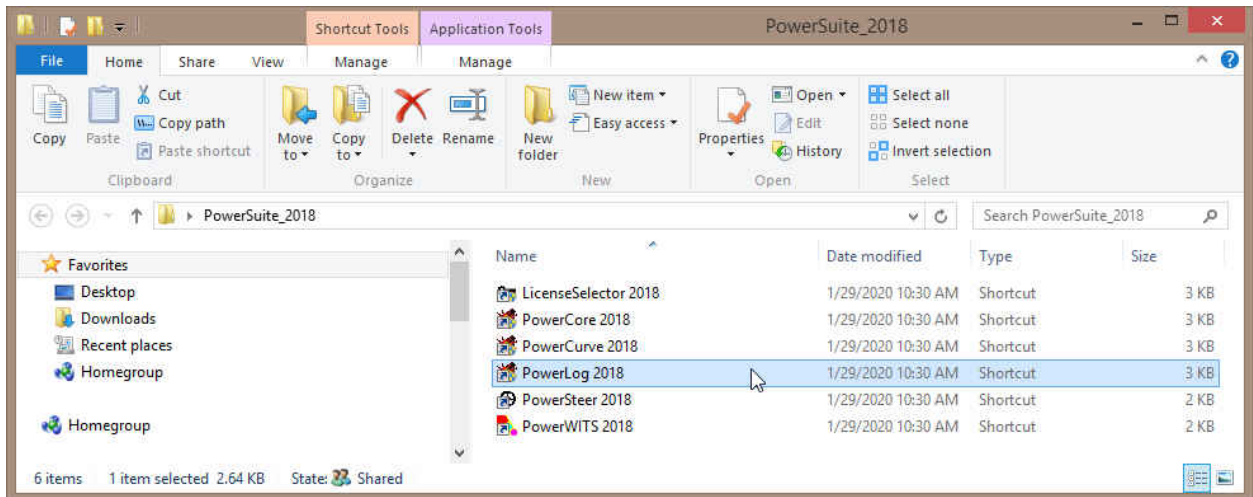 Shortcut Tools Application Tools PowerSuite_2018
File Home Share View Manage Manage
Copy Paste Cut Copy path Paste shortcut Move to Copy to Delete Rename New folder New item Easy access Properties Open Edit History Select all Select none Invert selection
Clipboard Organize New Open Select
PowerSuite_2018 Search PowerSuite_2018
Favorites
Desktop
Downloads
Recent places
Homegroup
Homegroup
Name Date modified Type Size
LicenseSelector 2018 1/29/2020 10:30 AM Shortcut 3 KB
PowerCore 2018 1/29/2020 10:30 AM Shortcut 3 KB
PowerCurve 2018 1/29/2020 10:30 AM Shortcut 3 KB
PowerLog 2018 1/29/2020 10:30 AM Shortcut 3 KB
PowerSteer 2018 1/29/2020 10:30 AM Shortcut 2 KB
PowerWITS 2018 1/29/2020 10:30 AM Shortcut 2 KB
6 items 1 item selected 2.64 KB State: Shared